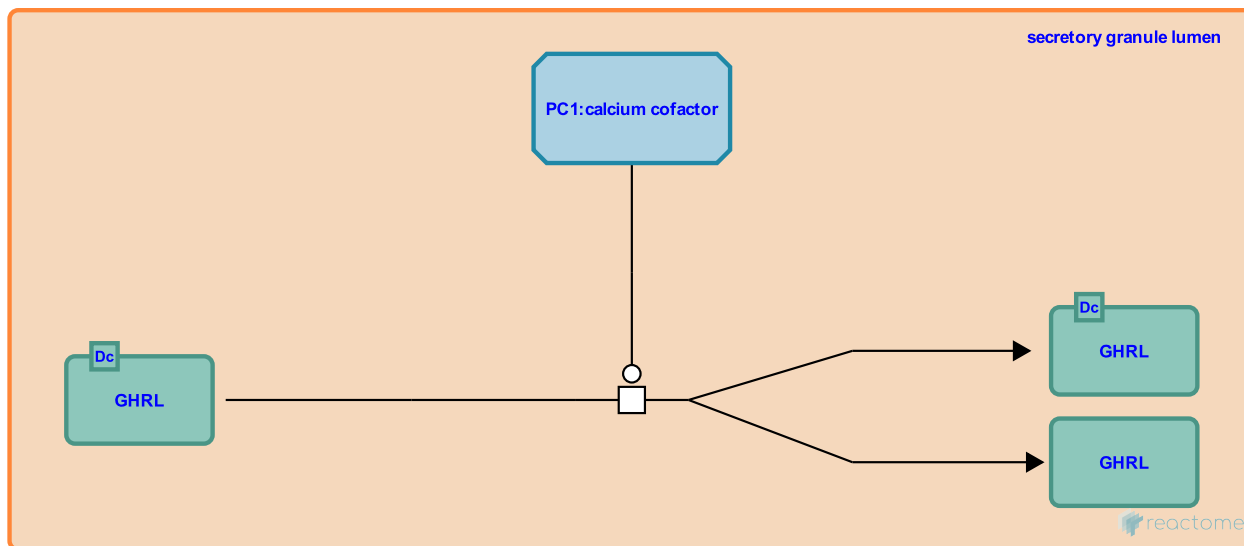 secretory granule lumen
PC1:calcium cofactor
Dc
GHRL
Dc
GHRL
GHRL
reactome